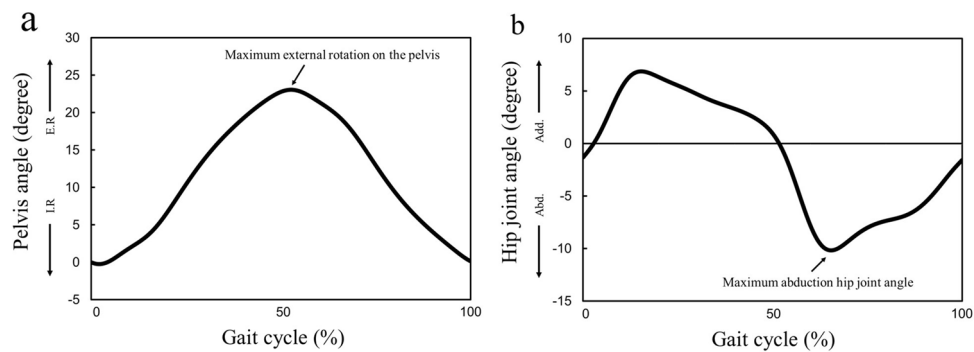 a
30
25
20
15
10
5
0
-5
Pelvis angle (degree)
E.R
I.R
Maximum external rotation on the pelvis
0
50
100
Gait cycle (%)
b
10
5
0
-5
-10
-15
Hip joint angle (degree)
Add.
Abd.
Maximum abduction hip joint angle
0
50
100
Gait cycle (%)